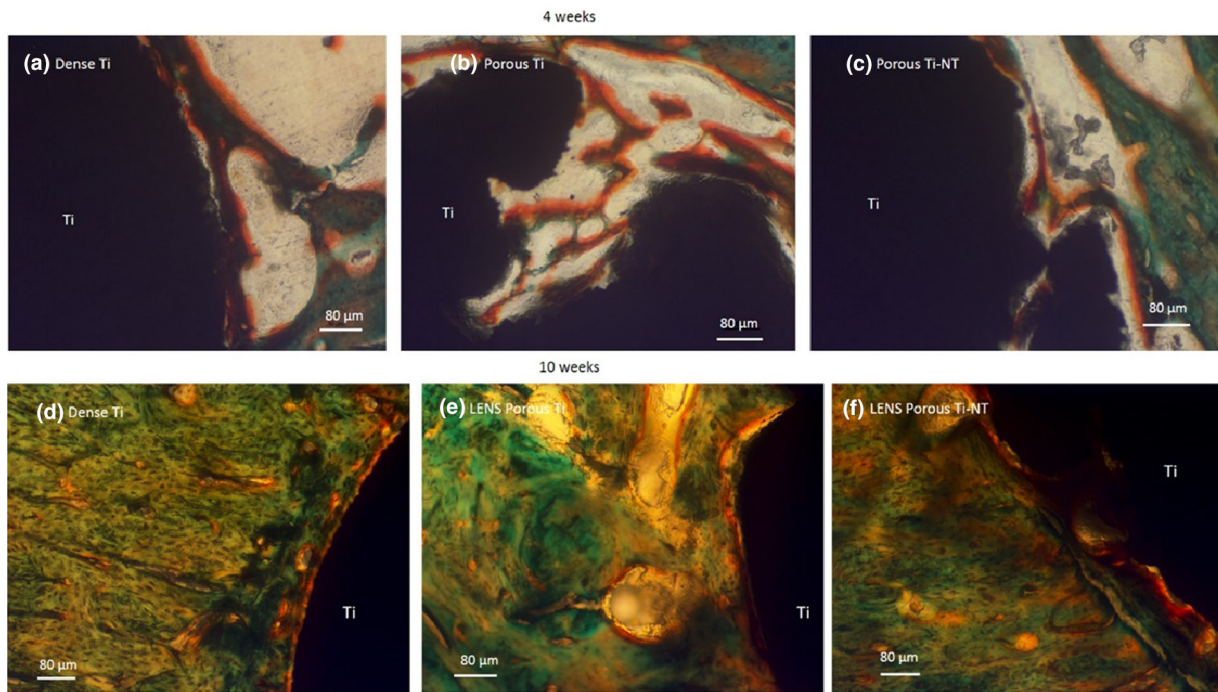 4 weeks
(a) Dense Ti
(b) Porous Ti
(c) Porous Ti-NT
Ti
Ti
Ti
80 µm
80 µm
80 µm
10 weeks
(d) Dense Ti
(e) LENS Porous Ti
(f) LENS Porous Ti-NT
Ti
Ti
Ti
80 µm
80 µm
80 µm